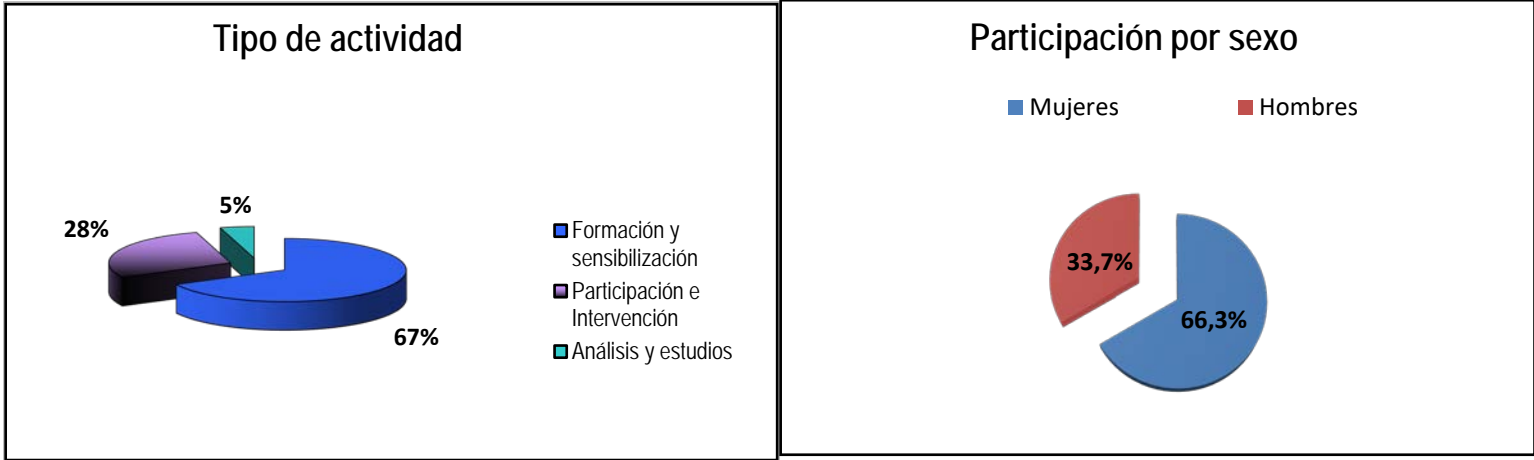 Tipo de actividad
5%
28%
67%
Formación y
sensibilización
Participación e
Intervención
Análisis y estudios
Participación por sexo
Mujeres
Hombres
33,7%
66,3%